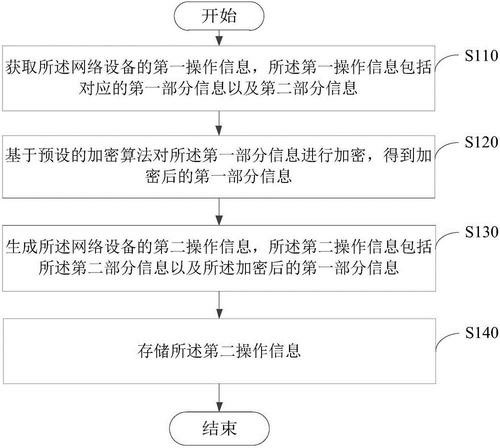 开始
获取所述网络设备的第一操作信息，所述第一操作信息包括
对应的第一部分信息以及第二部分信息
S110
基于预设的加密算法对所述第一部分信息进行加密，得到加
密后的第一部分信息
S120
生成所述网络设备的第二操作信息，所述第二操作信息包括
所述第二部分信息以及所述加密后的第一部分信息
S130
存储所述第二操作信息
S140
结束